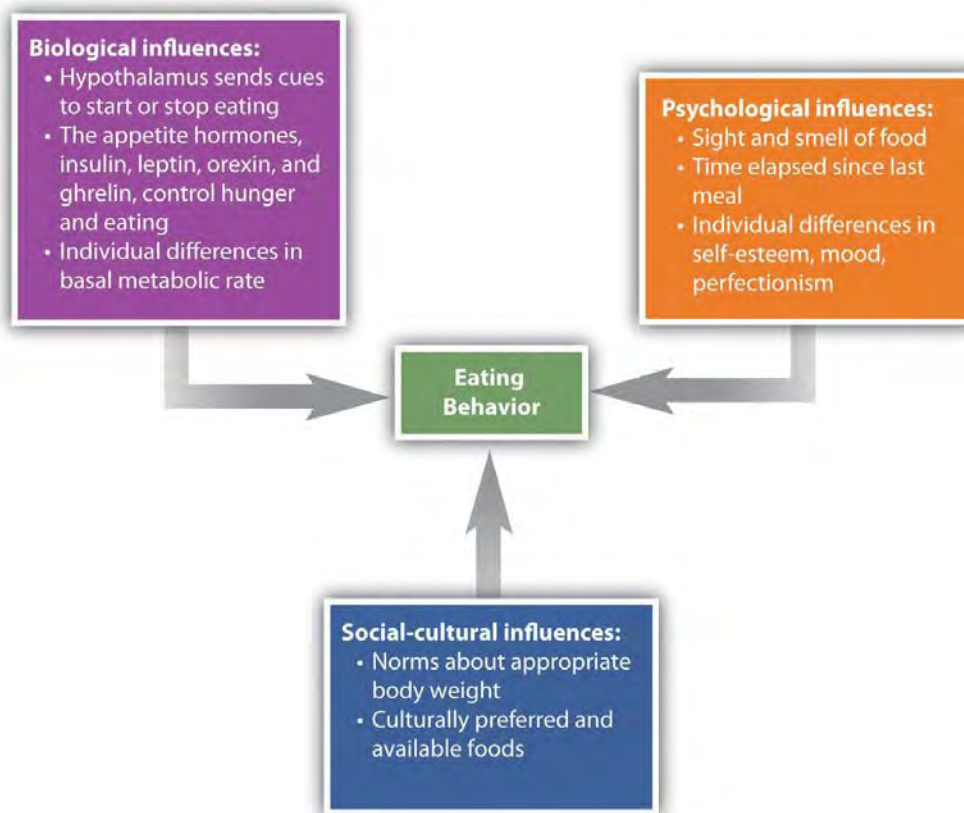 Biological influences:
• Hypothalamus sends cues
to start or stop eating
• The appetite hormones,
insulin, leptin, orexin, and
ghrelin, control hunger
and eating
• Individual differences in
basal metabolic rate
Psychological influences:
• Sight and smell of food
• Time elapsed since last
meal
• Individual differences in
self-esteem, mood,
perfectionism
Eating
Behavior
Social-cultural influences:
• Norms about appropriate
body weight
• Culturally preferred and
available foods